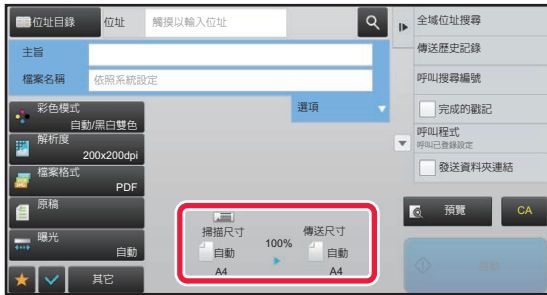 位址目錄
位址
觸摸以輸入位址
主旨
檔案名稱
依照系統設定
選項
彩色模式
自動/黑白雙色
解析度
200x200dpi
檔案格式
PDF
原稿
曝光
自動
其它
掃描尺寸
自動
A4
100%
傳送尺寸
自動
A4
全域位址搜尋
傳送歷史記錄
呼叫搜尋編號
完成的戳記
呼叫程式
呼叫已登錄設定
發送資料夾連結
預覽
CA
啟動